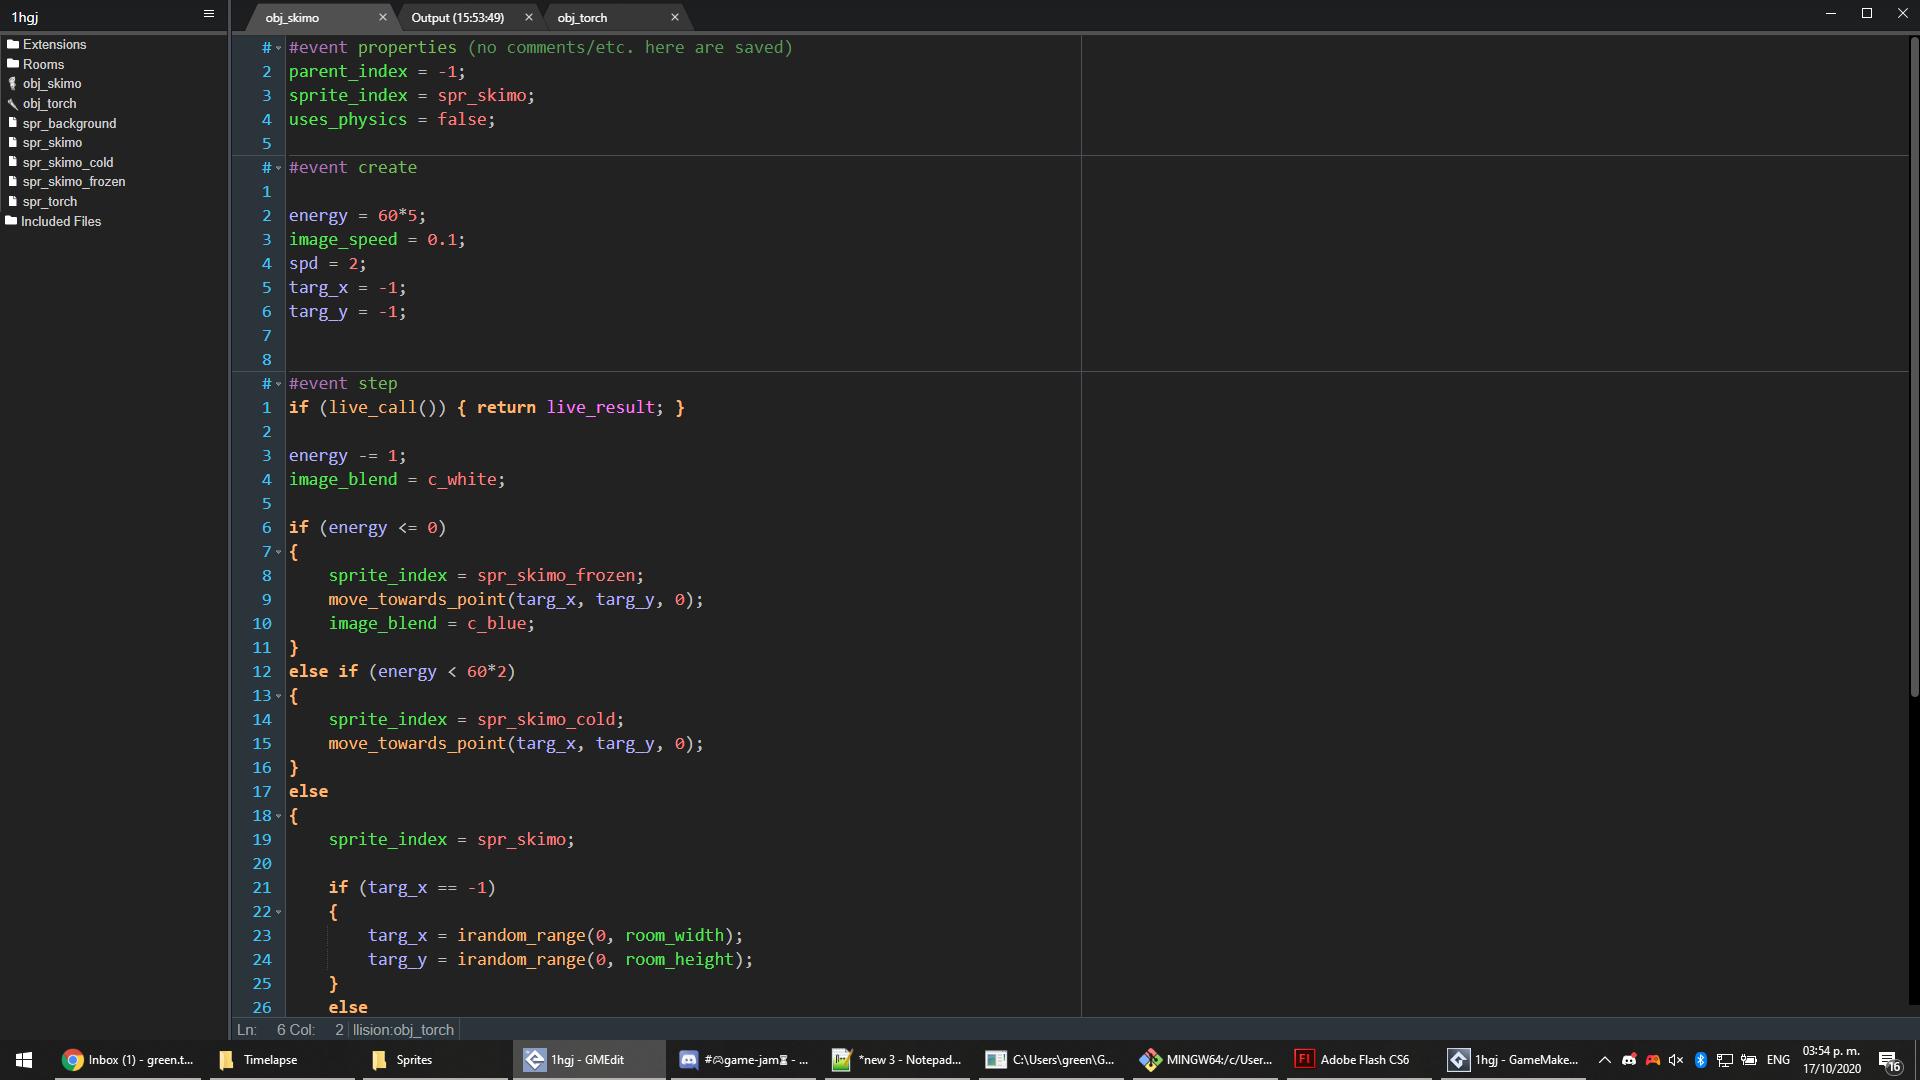 1hgj
obj_skimo
Output (15:53:49)
obj_torch
Extensions
Rooms
obj_skimo
obj_torch
spr_background
spr_skimo
spr_skimo_cold
spr_skimo_frozen
spr_torch
Included Files
# #event properties (no comments/etc. here are saved)
2 parent_index = -1;
3 sprite_index = spr_skimo;
4 uses_physics = false;
5
# #event create
1
2 energy = 60*5;
3 image_speed = 0.1;
4 spd = 2;
5 targ_x = -1;
6 targ_y = -1;
7
8
# #event step
1 if (live_call()) { return live_result; }
2
3 energy -= 1;
4 image_blend = c_white;
5
6 if (energy <= 0)
7 {
8     sprite_index = spr_skimo_frozen;
9     move_towards_point(targ_x, targ_y, 0);
10     image_blend = c_blue;
11 }
12 else if (energy < 60*2)
13 {
14     sprite_index = spr_skimo_cold;
15     move_towards_point(targ_x, targ_y, 0);
16 }
17 else
18 {
19     sprite_index = spr_skimo;
20
21     if (targ_x == -1)
22     {
23         targ_x = irandom_range(0, room_width);
24         targ_y = irandom_range(0, room_height);
25     }
26     else
Ln: 6 Col: 2 llision:obj_torch
Inbox (1) - green.t...
Timelapse
Sprites
1hgj - GMEdit
#🎮game-jam⏳ - ...
*new 3 - Notepad...
C:\Users\green\G...
MINGW64:/c/User...
Adobe Flash CS6
1hgj - GameMake...
ENG
03:54 p. m.
17/10/2020
16